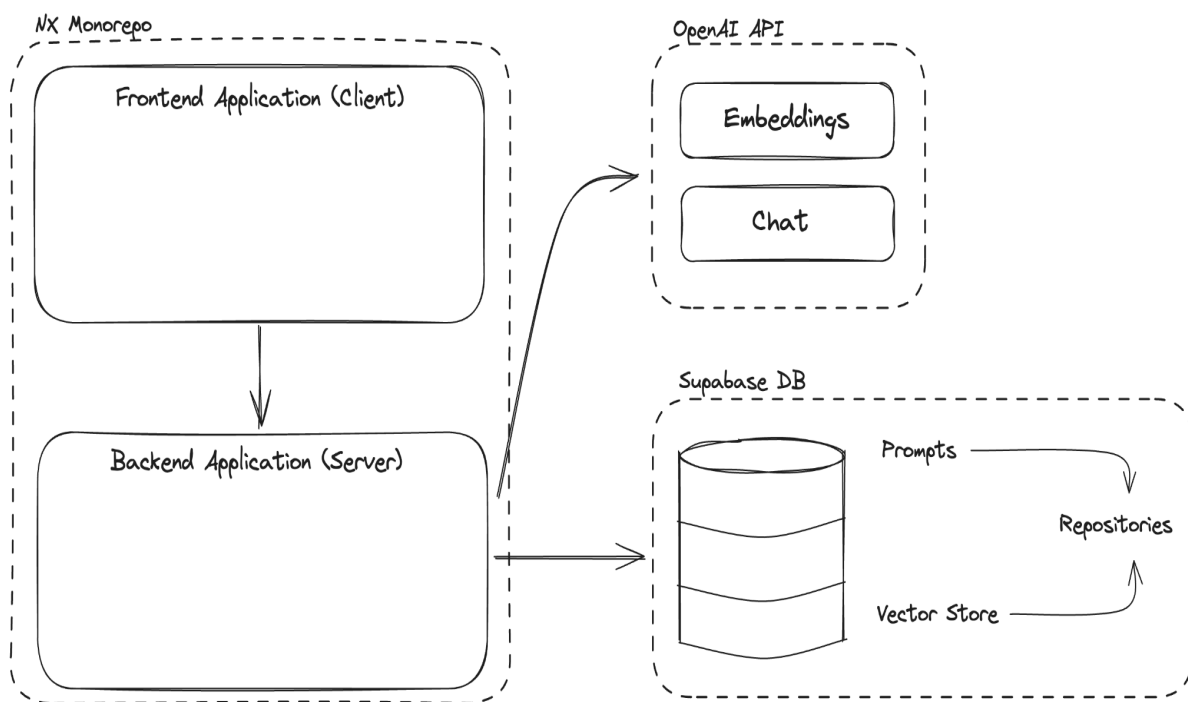 NX Monorepo
Frontend Application (Client)
Backend Application (Server)
OpenAI API
Embeddings
Chat
Supabase DB
Prompts
Repositories
Vector Store